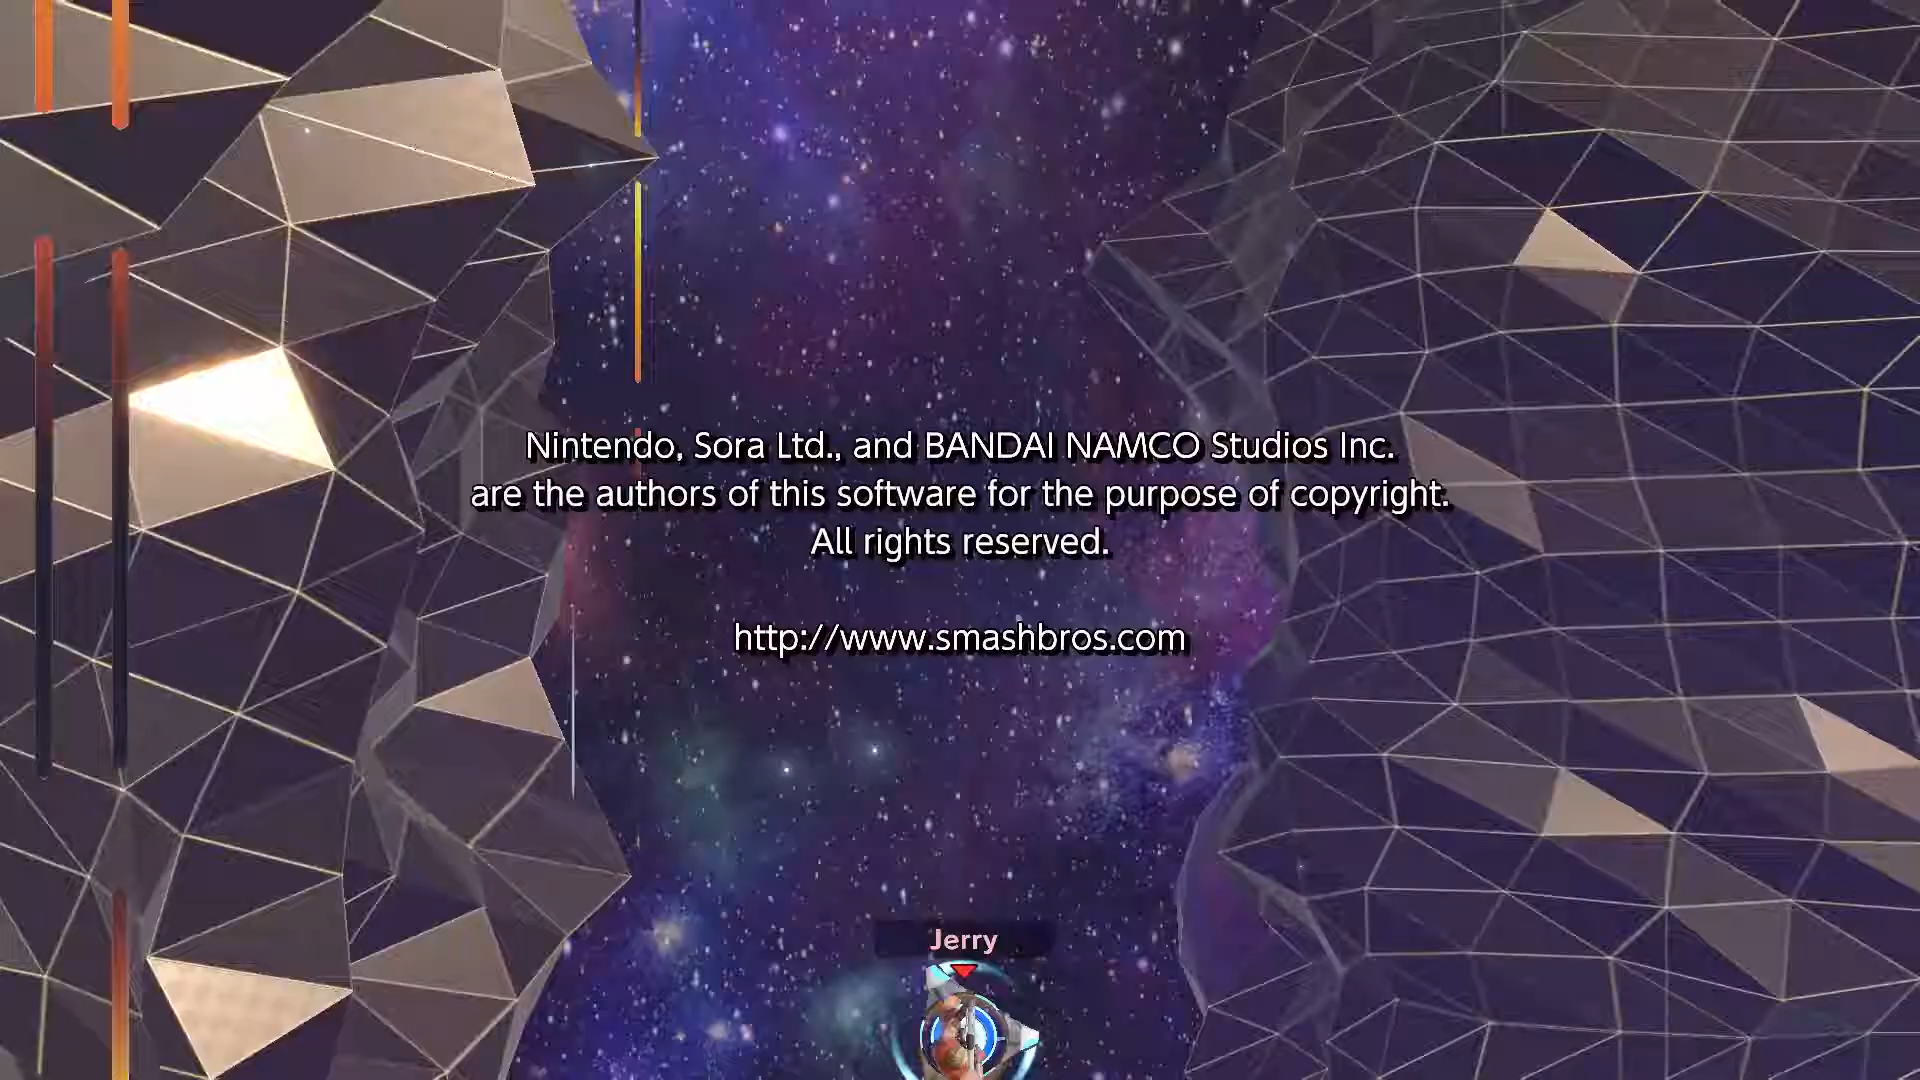 Nintendo, Sora Ltd., and BANDAI NAMCO Studios Inc.
are the authors of this software for the purpose of copyright.
All rights reserved.
http://www.smashbros.com
Jerry